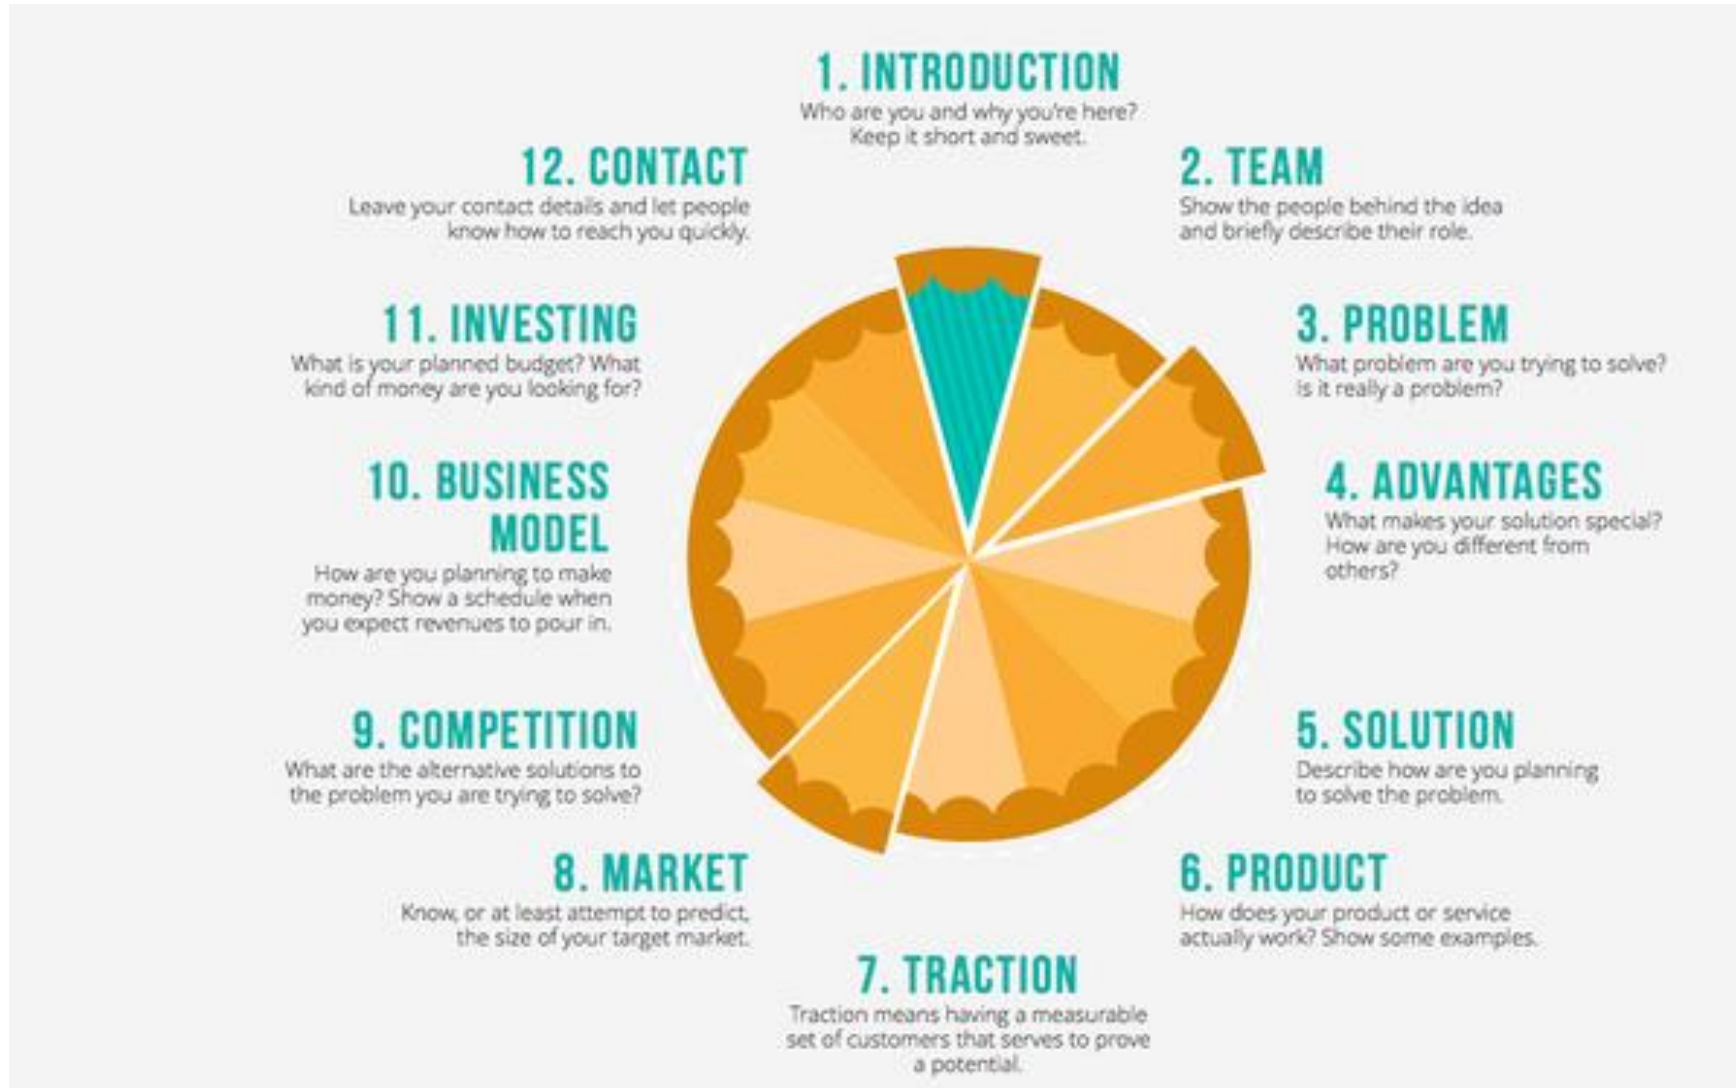 1. INTRODUCTION
Who are you and why you're here?
Keep it short and sweet.
2. TEAM
Show the people behind the idea
and briefly describe their role.
3. PROBLEM
What problem are you trying to solve?
Is it really a problem?
4. ADVANTAGES
What makes your solution special?
How are you different from
others?
5. SOLUTION
Describe how are you planning
to solve the problem.
6. PRODUCT
How does your product or service
actually work? Show some examples.
7. TRACTION
Traction means having a measurable
set of customers that serves to prove
a potential.
8. MARKET
Know, or at least attempt to predict,
the size of your target market.
9. COMPETITION
What are the alternative solutions to
the problem you are trying to solve?
10. BUSINESS
MODEL
How are you planning to make
money? Show a schedule when
you expect revenues to pour in.
11. INVESTING
What is your planned budget? What
kind of money are you looking for?
12. CONTACT
Leave your contact details and let people
know how to reach you quickly.